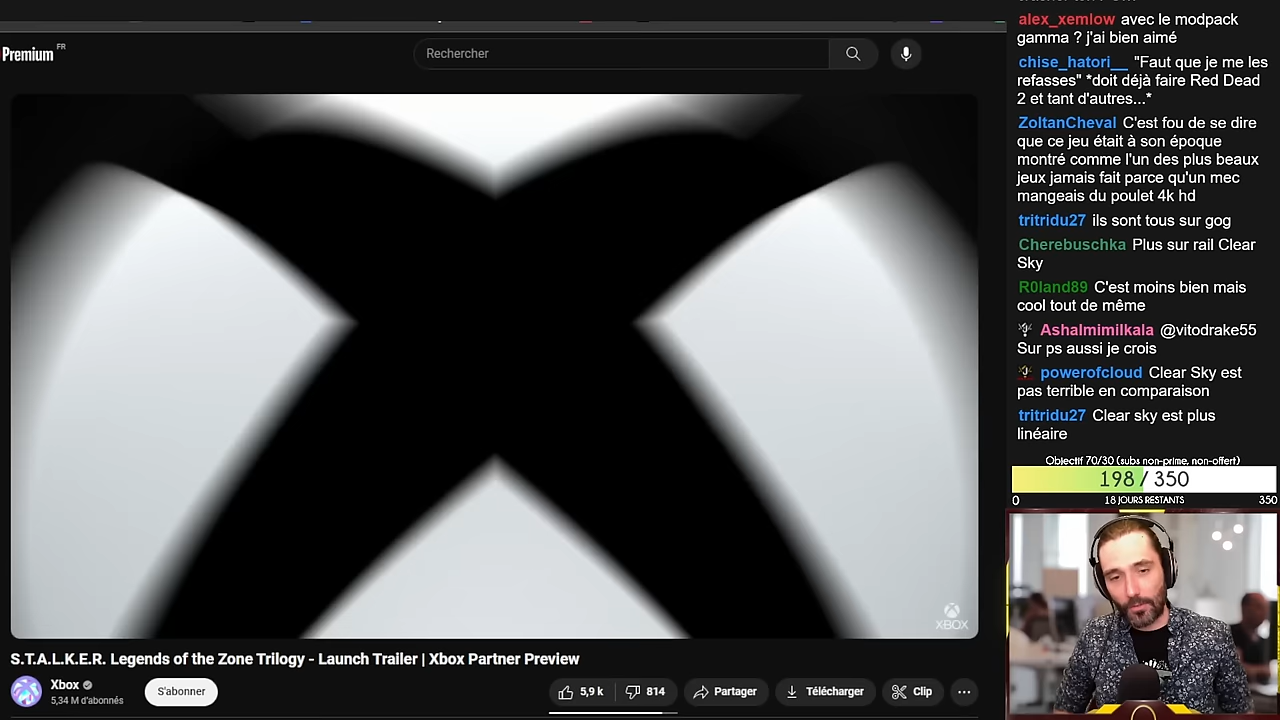 Premium FR
Rechercher
XBOX
S.T.A.L.K.E.R. Legends of the Zone Trilogy - Launch Trailer | Xbox Partner Preview
Xbox
5,34 M d'abonnés
S'abonner
5,9 k
814
Partager
Télécharger
Clip
alex_xemlow avec le modpack
gamma ? j'ai bien aimé
chise_hatori__ "Faut que je me les
refasses" *doit déjà faire Red Dead
2 et tant d'autres...*
ZoltanCheval C'est fou de se dire
que ce jeu était à son époque
montré comme l'un des plus beaux
jeux jamais fait parce qu'un mec
mangeais du poulet 4k hd
tritridu27 ils sont tous sur gog
Cherebuschka Plus sur rail Clear
Sky
R0land89 C'est moins bien mais
cool tout de même
Ashalmimilkala @vitodrake55
Sur ps aussi je crois
powerofcloud Clear Sky est
pas terrible en comparaison
tritridu27 Clear sky est plus
linéaire
Objectif 70/30 (subs non-prime, non-offert)
198 / 350
0
18 JOURS RESTANTS
350